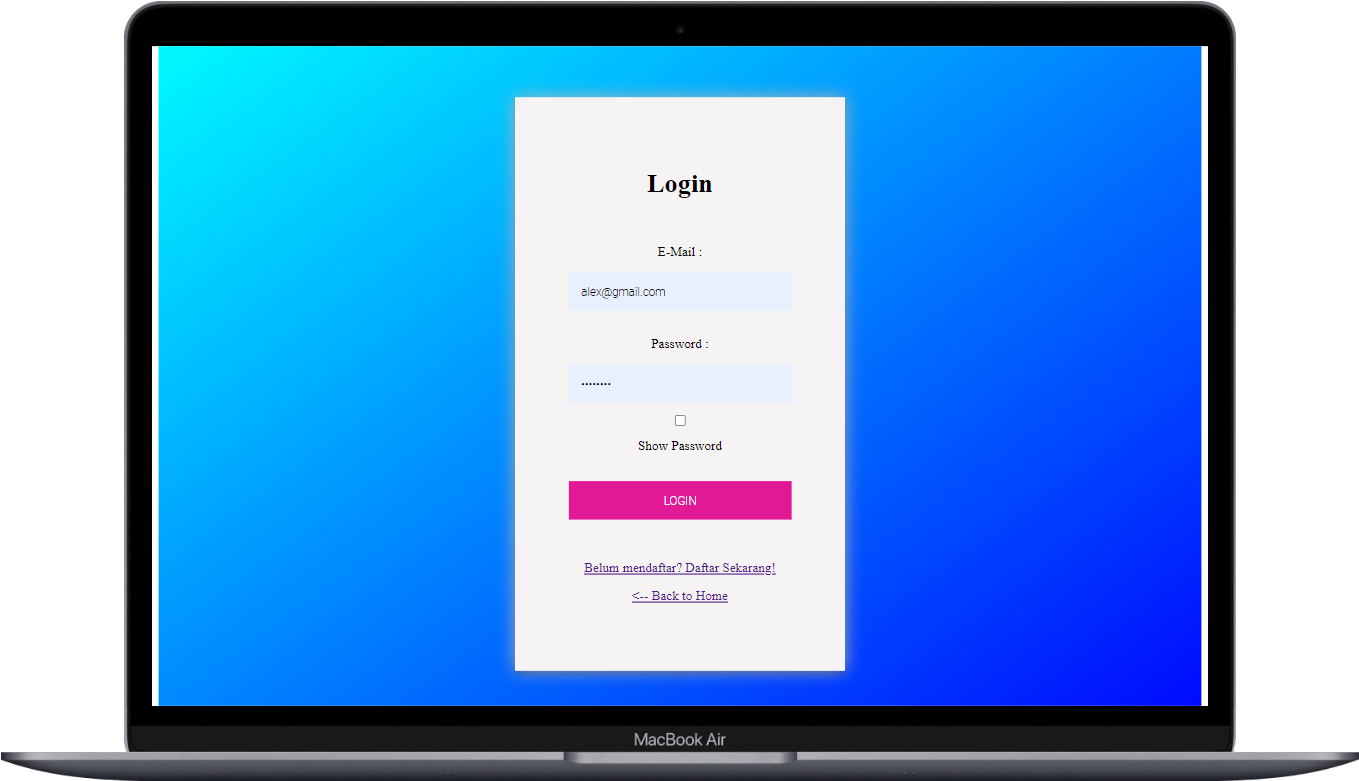 Login
E-Mail :
alex@gmail.com
Password :
••••••••
Show Password
LOGIN
Belum mendaftar? Daftar Sekarang!
<-- Back to Home
MacBook Air